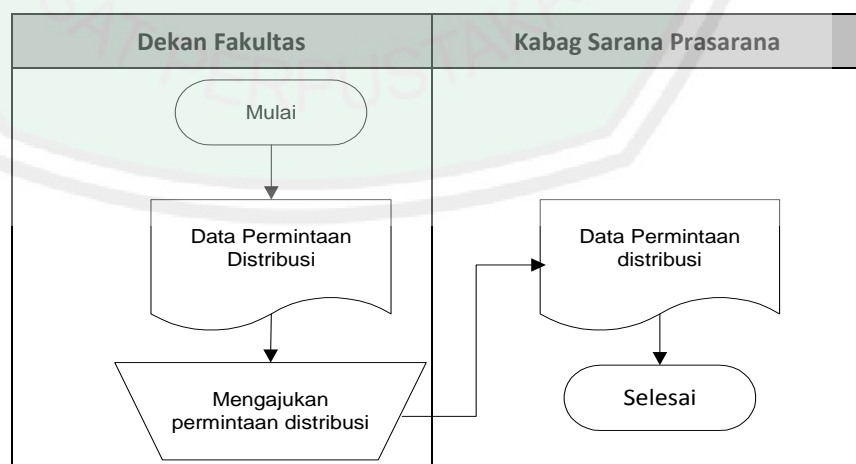 Dekan Fakultas
Kabag Sarana Prasarana
Mulai
Data Permintaan
Distribusi
Mengajukan
permintaan distribusi
Data Permintaan
distribusi
Selesai